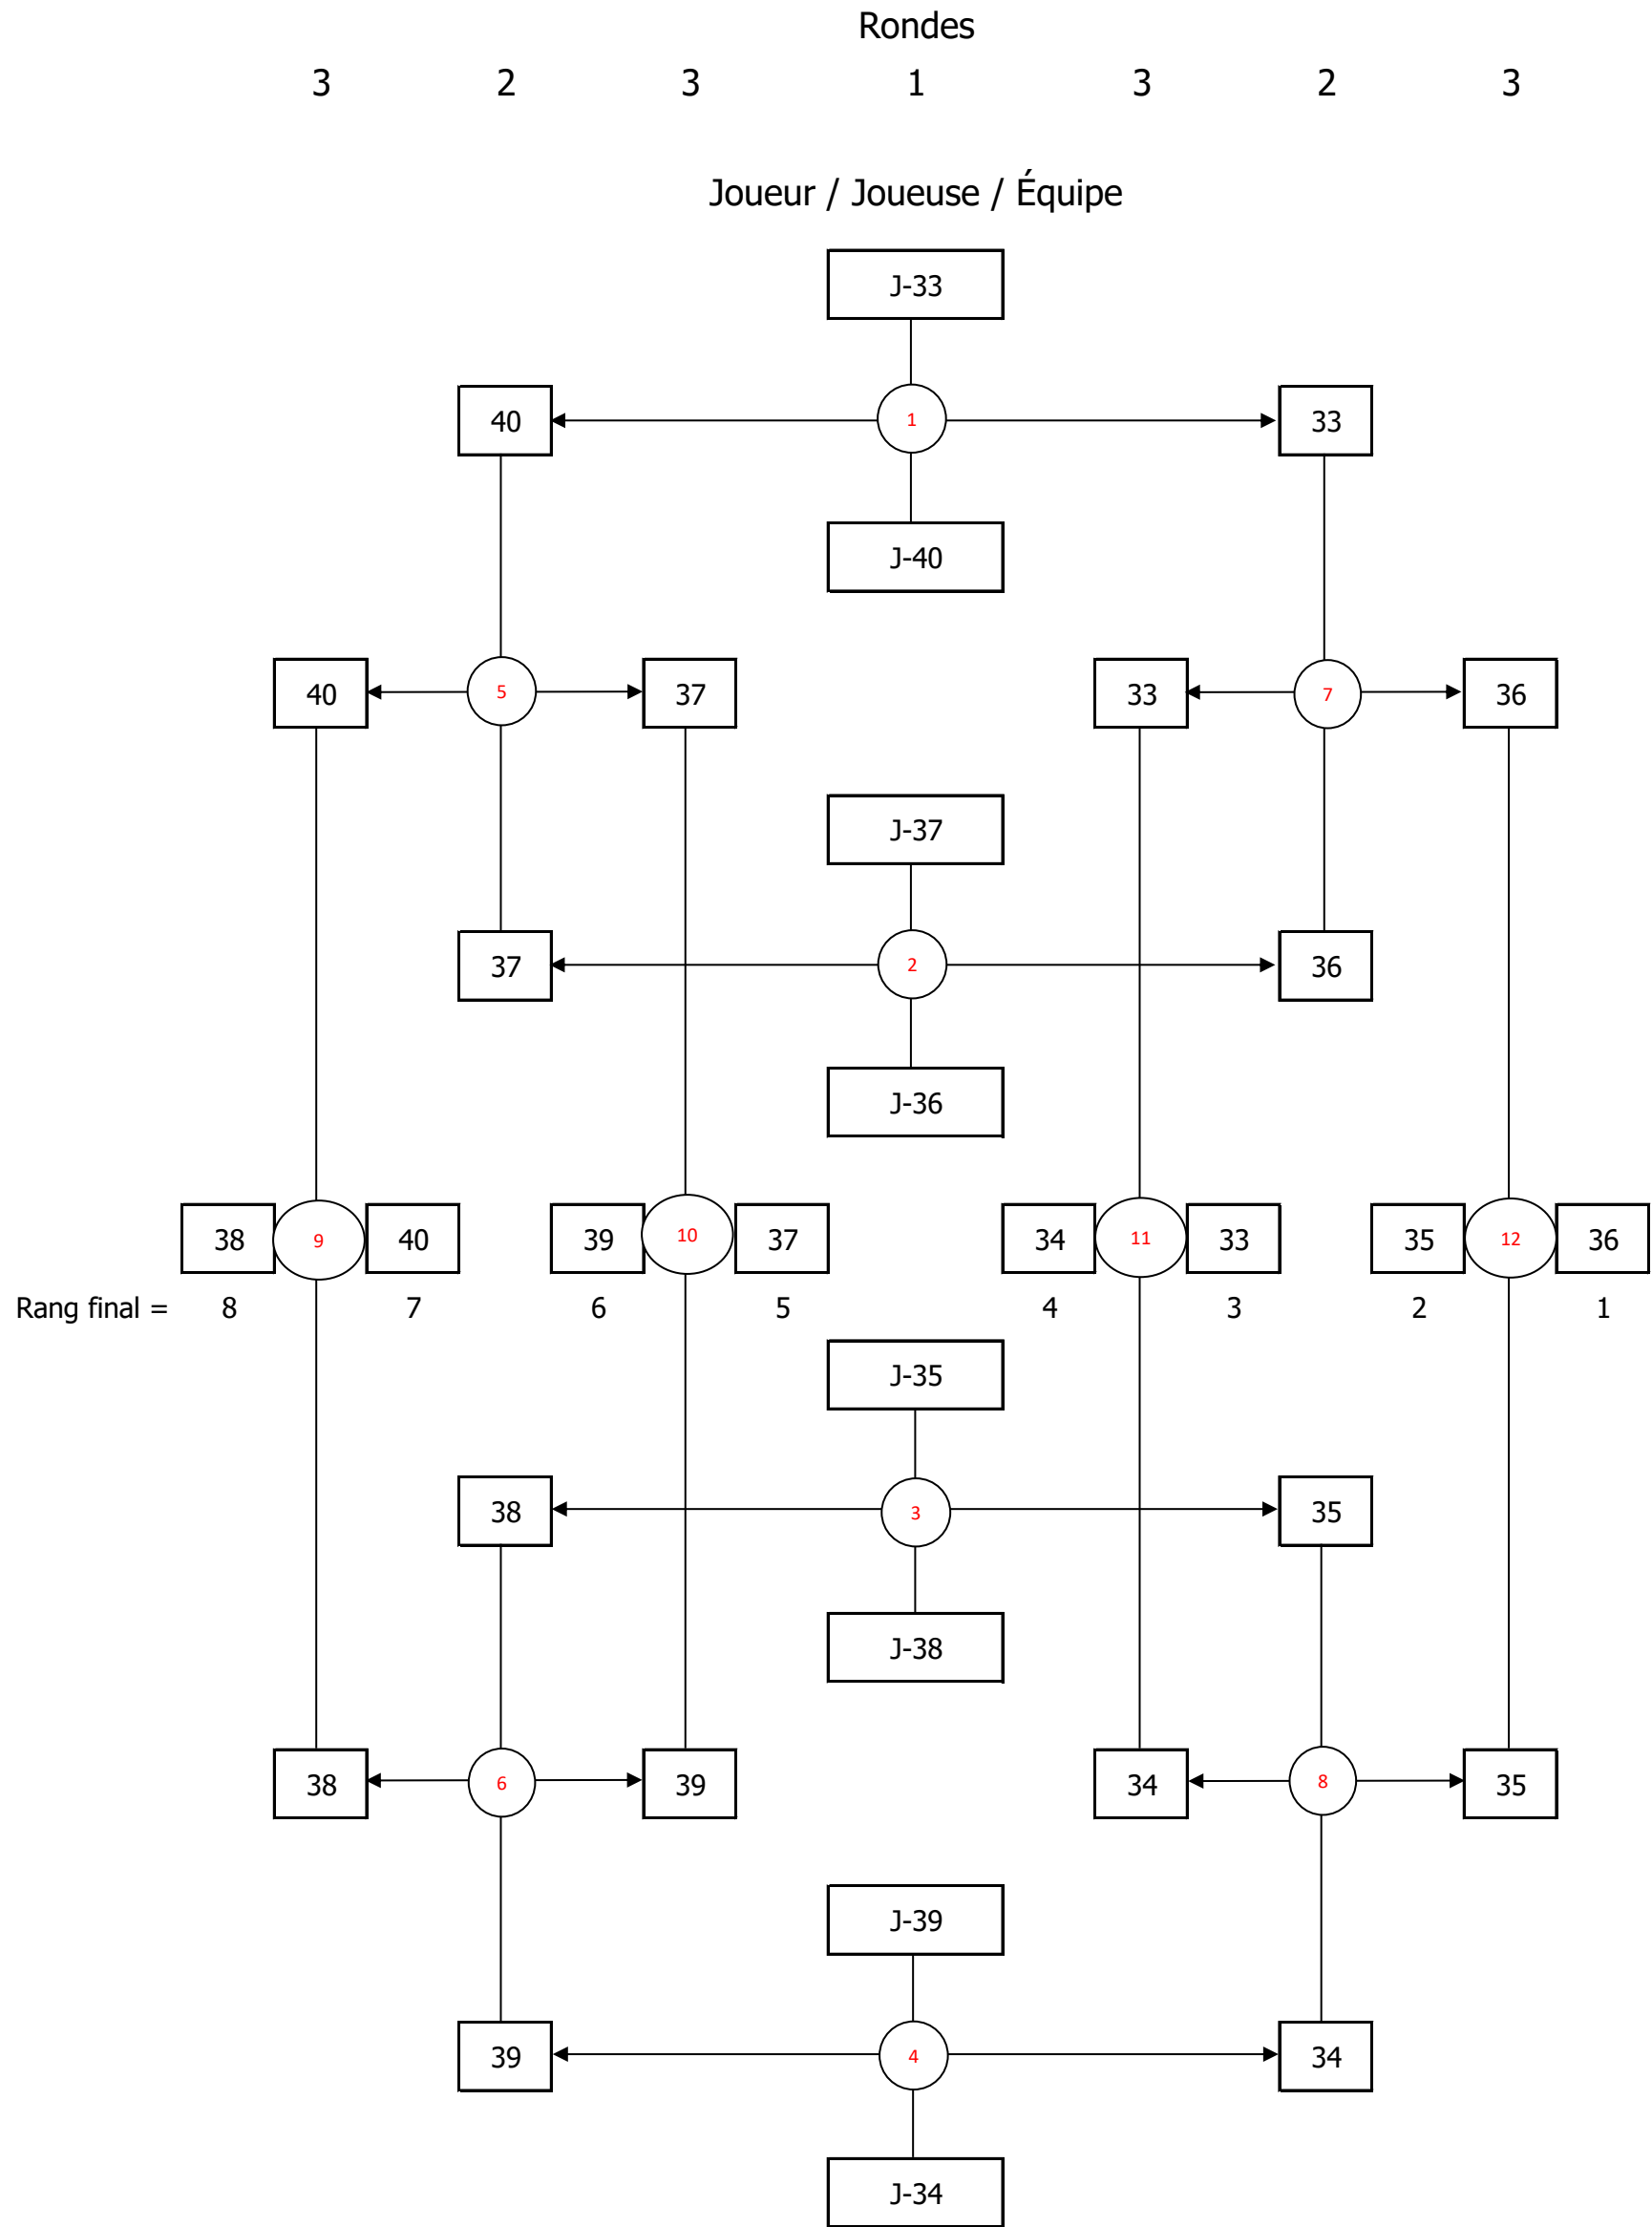 Rondes
3 2 3 1 3 2 3
Joueur / Joueuse / Équipe
J-33
40 1 33
J-40
40 5 37 33 7 36
J-37
37 2 36
J-36
38 9 40 39 10 37 34 11 33 35 12 36
Rang final = 8 7 6 5 4 3 2 1
J-35
38 3 35
J-38
38 6 39 34 8 35
J-39
39 4 34
J-34